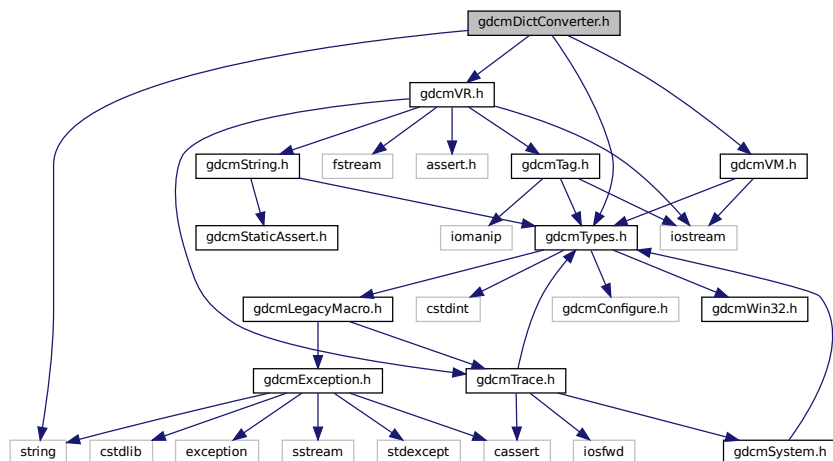 gdcmDictConverter.h
gdcmVR.h
gdcmString.h
fstream
assert.h
gdcmTag.h
gdcmVM.h
gdcmStaticAssert.h
iomanip
gdcmTypes.h
iostream
gdcmLegacyMacro.h
cstdint
gdcmConfigure.h
gdcmWin32.h
gdcmException.h
gdcmTrace.h
string
cstdlib
exception
sstream
stdexcept
cassert
iosfwd
gdcmSystem.h